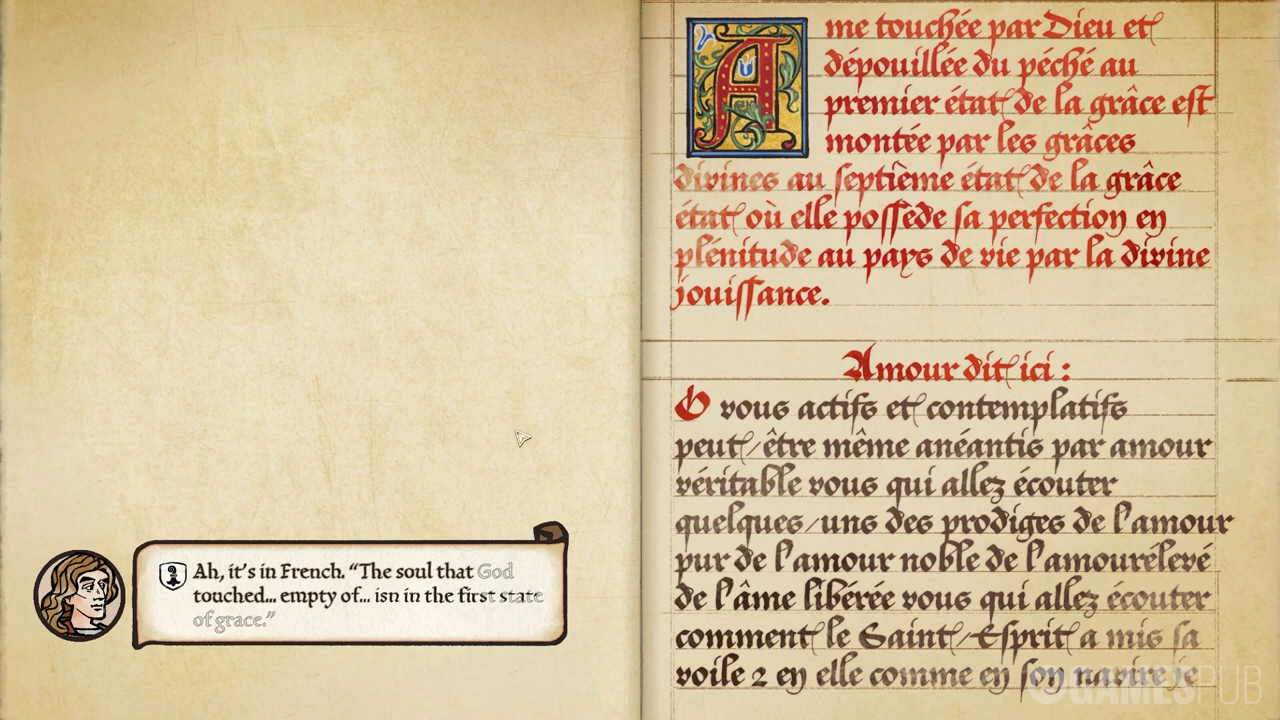 Ame touchée par Dieu et
dépouillée du péché au
premier état de la grâce est
montée par les grâces
divines au septième état de la grâce
état où elle possède sa perfection en
plénitude au pays de vie par la divine
jouissance.
Amour dit ici :
O vous actifs et contemplatifs
peut-être même anéantis par amour
véritable vous qui allez écouter
quelques-uns des prodiges de l'amour
pur de l'amour noble de l'amourélevé
de l'âme libérée vous qui allez écouter
comment le Saint-Esprit a mis sa
voile 2 en elle comme en son navire je
Ah, it's in French. "The soul that God
touched... empty of... isn in the first state
of grace."
GAMESPUB